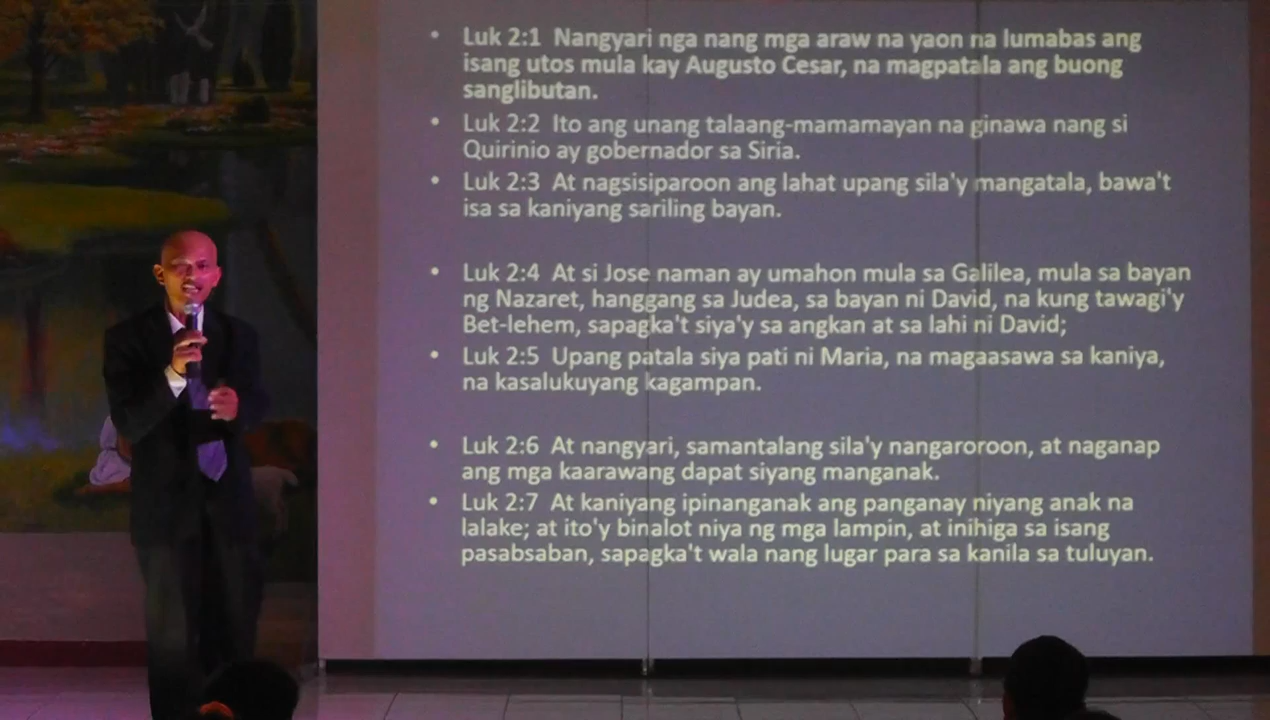 • Luk 2:1 Nangyari nga nang mga araw na yaon na lumabas ang
isang utos mula kay Augusto Cesar, na magpatala ang buong
sanglibutan.
• Luk 2:2 Ito ang unang talaang-mamamayan na ginawa nang si
Quirinio ay gobernador sa Siria.
• Luk 2:3 At nagsisiparoon ang lahat upang sila'y mangatala, bawa't
isa sa kaniyang sariling bayan.
• Luk 2:4 At si Jose naman ay umahon mula sa Galilea, mula sa bayan
ng Nazaret, hanggang sa Judea, sa bayan ni David, na kung tawagi'y
Bet-lehem, sapagka't siya'y sa angkan at sa lahi ni David;
• Luk 2:5 Upang patala siya pati ni Maria, na magaasawa sa kaniya,
na kasalukuyang kagampan.
• Luk 2:6 At nangyari, samantalang sila'y nangaroroon, at naganap
ang mga kaarawang dapat siyang manganak.
• Luk 2:7 At kaniyang ipinanganak ang panganay niyang anak na
lalake; at ito'y binalot niya ng mga lampin, at inihiga sa isang
pasabsaban, sapagka't wala nang lugar para sa kanila sa tuluyan.